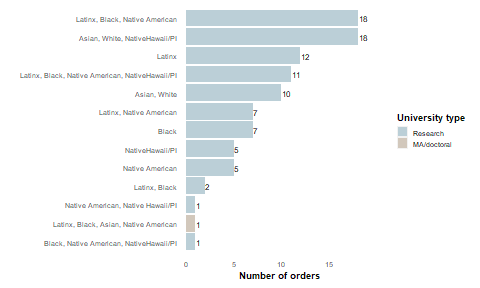 Latinx, Black, Native American 18
Asian, White, NativeHawaii/PI 18
Latinx 12
Latinx, Black, Native American, NativeHawaii/PI 11
Asian, White 10
Latinx, Native American 7
Black 7
NativeHawaii/PI 5
Native American 5
Latinx, Black 2
Native American, Native Hawaii/PI 1
Latinx, Black, Asian, Native American 1
Black, Native American, NativeHawaii/PI 1
0 5 10 15
Number of orders
University type
Research
MA/doctoral